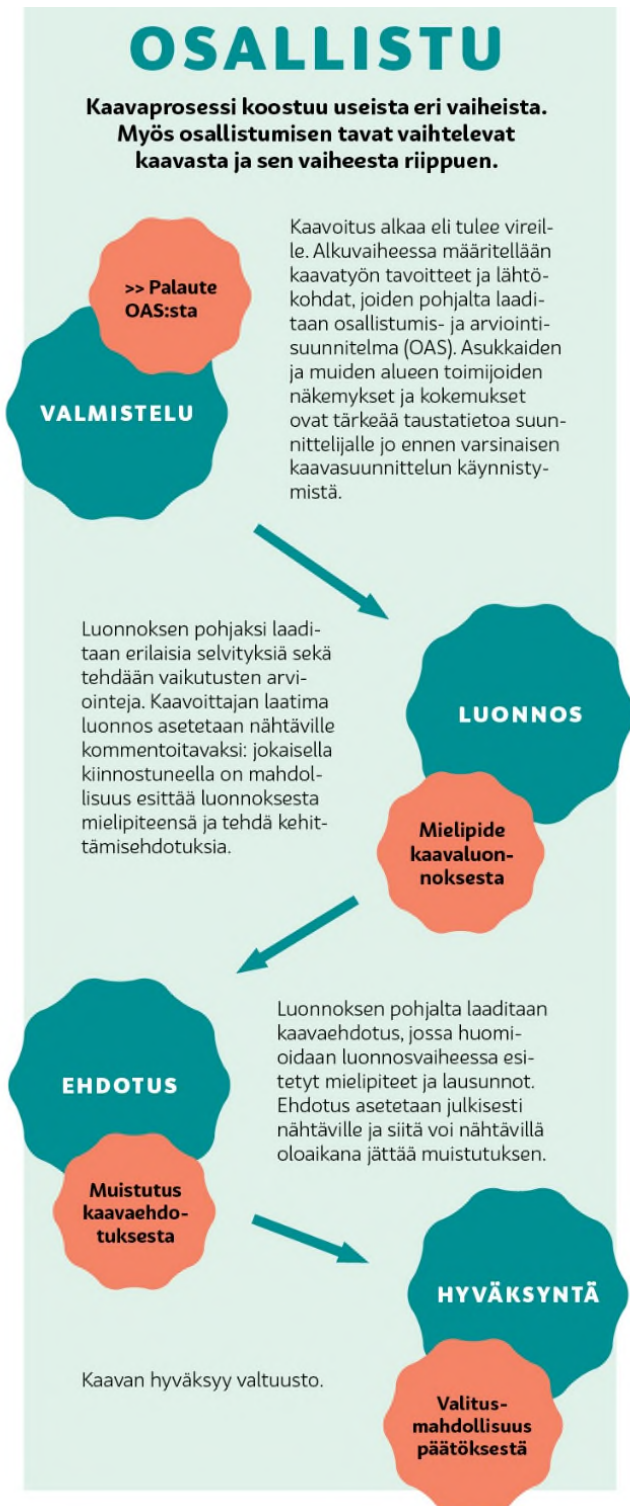 OSALLISTU
Kaavaprosessi koostuu useista eri vaiheista.
Myös osallistumisen tavat vaihtelevat
kaavasta ja sen vaiheesta riippuen.
>> Palaute
OAS:sta
VALMISTELU
Kaavoitus alkaa eli tulee vireil-
le. Alkuvaiheessa määritellään
kaavatyön tavoitteet ja lähtö-
kohdat, joiden pohjalta laadi-
taan osallistumis- ja arviointi-
suunnitelma (OAS). Asukkaiden
ja muiden alueen toimijoiden
näkemykset ja kokemukset
ovat tärkeää taustatietoa suun-
nittelijalle jo ennen varsinaisen
kaavasuunnittelun käynnisty-
mistä.
Luonnoksen pohjaksi laadi-
taan erilaisia selvityksiä sekä
tehdään vaikutusten arvi-
ointeja. Kaavoittajan laatima
luonnos asetetaan nähtäville
kommentoitavaksi: jokaisella
kiinnostuneella on mahdol-
lisuus esittää luonnoksesta
mielipiteensä ja tehdä kehit-
tämisehdotuksia.
LUONNOS
Mielipide
kaavaluon-
noksesta
EHDOTUS
Muistutus
kaavaehdo-
tuksesta
Luonnoksen pohjalta laaditaan
kaavaehdotus, jossa huomi-
oidaan luonnosvaiheessa esi-
tetyt mielipiteet ja lausunnot.
Ehdotus asetetaan julkisesti
nähtäville ja siitä voi nähtävillä
oloaikana jättää muistutuksen.
HYVÄKSYNTÄ
Kaavan hyväksyy valtuusto.
Valitus-
mahdollisuus
päätöksestä